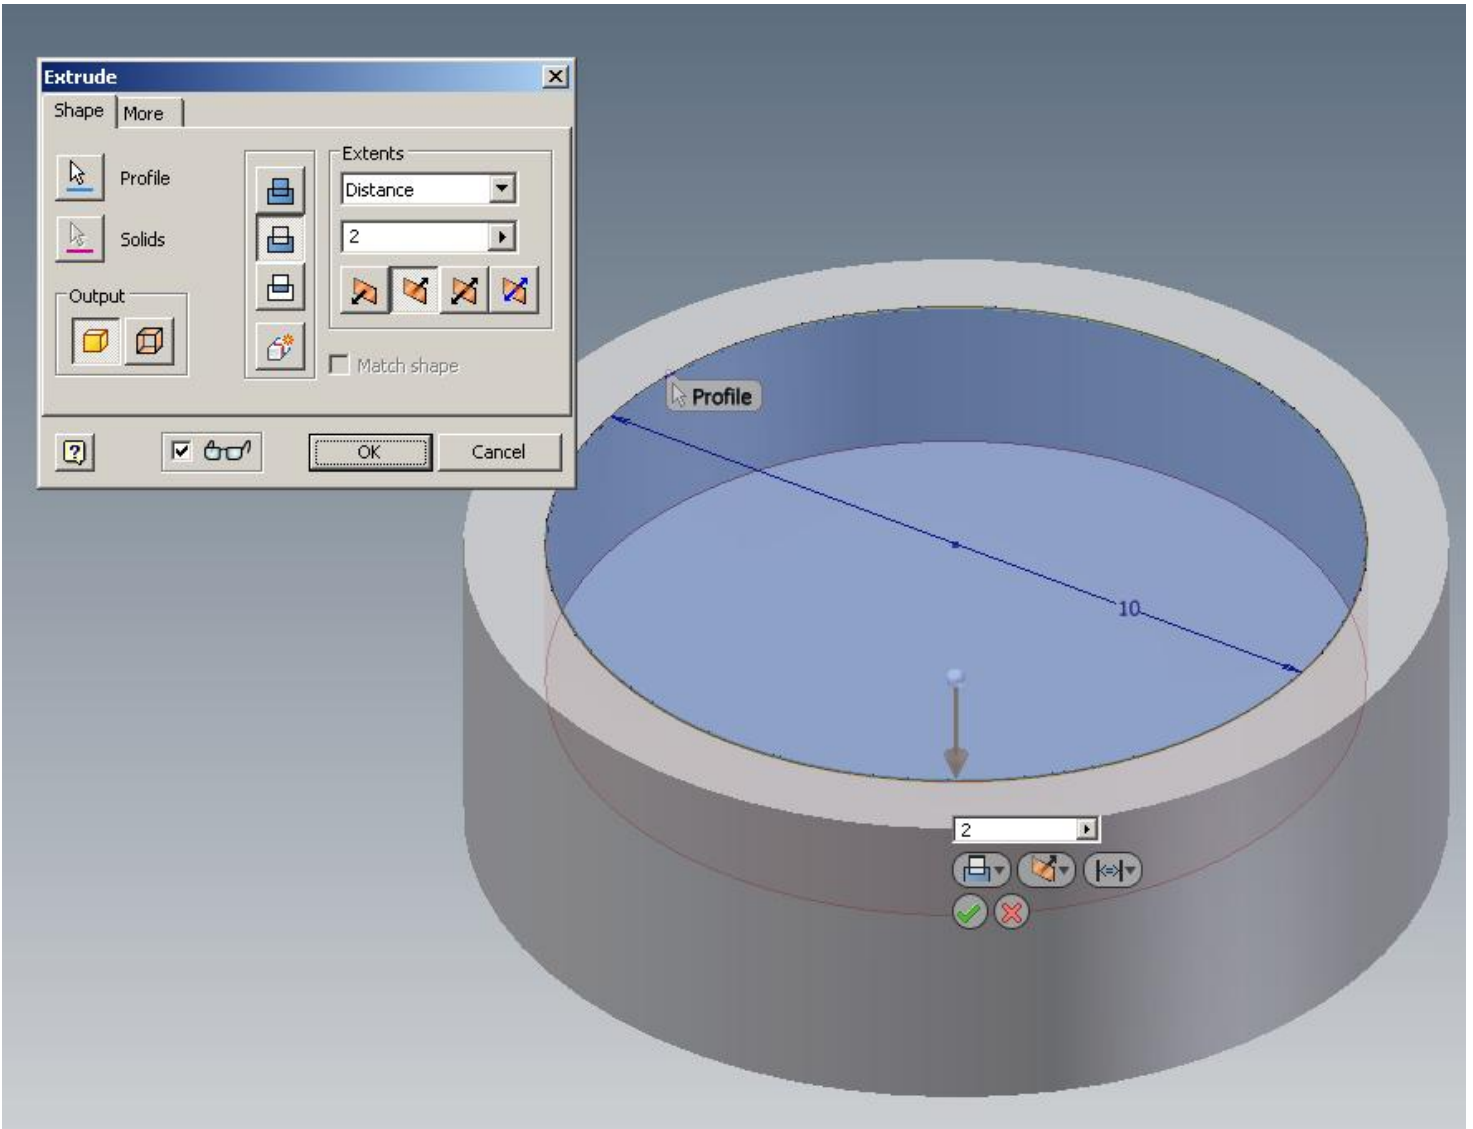 Extrude
Shape
More
Profile
Solids
Output
Extents
Distance
2
Match shape
OK
Cancel
Profile
10
2